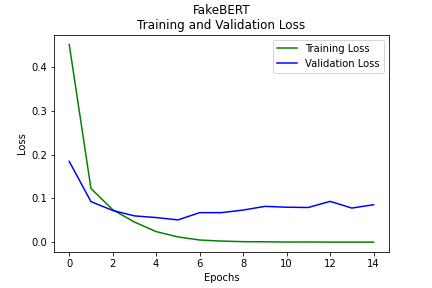 FakeBERT
Training and Validation Loss
Training Loss
Validation Loss
Loss
0.4
0.3
0.2
0.1
0.0
0 2 4 6 8 10 12 14
Epochs